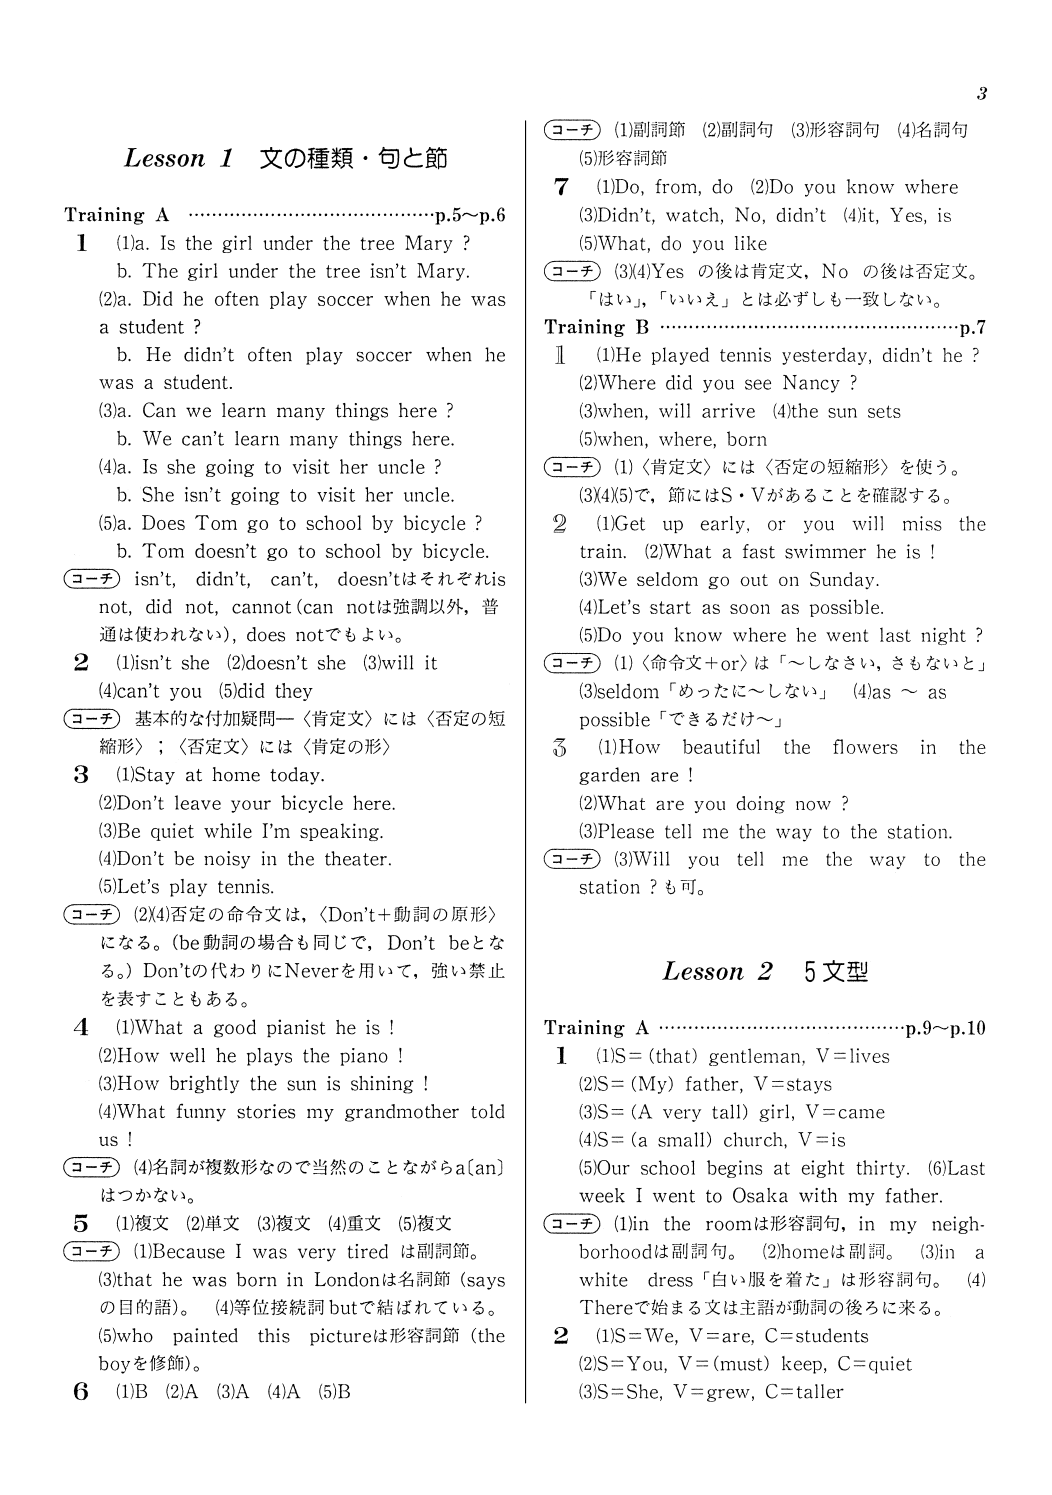 3
Lesson 1 文の種類・句と節
Training A ……………………………………p.5〜p.6
1 (1)a. Is the girl under the tree Mary ?
b. The girl under the tree isn't Mary.
(2)a. Did he often play soccer when he was
a student ?
b. He didn't often play soccer when he
was a student.
(3)a. Can we learn many things here ?
b. We can't learn many things here.
(4)a. Is she going to visit her uncle ?
b. She isn't going to visit her uncle.
(5)a. Does Tom go to school by bicycle ?
b. Tom doesn't go to school by bicycle.
コーチ isn't, didn't, can't, doesn'tはそれぞれis
not, did not, cannot(can notは強調以外,普
通は使われない), does notでもよい。
2 (1)isn't she (2)doesn't she (3)will it
(4)can't you (5)did they
コーチ 基本的な付加疑問―〈肯定文〉には〈否定の短
縮形〉;〈否定文〉には〈肯定の形〉
3 (1)Stay at home today.
(2)Don't leave your bicycle here.
(3)Be quiet while I'm speaking.
(4)Don't be noisy in the theater.
(5)Let's play tennis.
コーチ (2)(4)否定の命令文は,〈Don't+動詞の原形〉
になる。(be動詞の場合も同じで, Don't beとな
る。) Don'tの代わりにNeverを用いて,強い禁止
を表すこともある。
4 (1)What a good pianist he is !
(2)How well he plays the piano !
(3)How brightly the sun is shining !
(4)What funny stories my grandmother told
us !
コーチ (4)名詞が複数形なので当然のことながらa〔an〕
はつかない。
5 (1)複文 (2)単文 (3)複文 (4)重文 (5)複文
コーチ (1)Because I was very tired は副詞節。
(3)that he was born in Londonは名詞節 (says
の目的語)。 (4)等位接続詞butで結ばれている。
(5)who painted this pictureは形容詞節 (the
boyを修飾)。
6 (1)B (2)A (3)A (4)A (5)B
コーチ (1)副詞節 (2)副詞句 (3)形容詞句 (4)名詞句
(5)形容詞節
7 (1)Do, from, do (2)Do you know where
(3)Didn't, watch, No, didn't (4)it, Yes, is
(5)What, do you like
コーチ (3)(4)Yes の後は肯定文, No の後は否定文。
「はい」,「いいえ」とは必ずしも一致しない。
Training B ……………………………………………p.7
1 (1)He played tennis yesterday, didn't he ?
(2)Where did you see Nancy ?
(3)when, will arrive (4)the sun sets
(5)when, where, born
コーチ (1)〈肯定文〉には〈否定の短縮形〉を使う。
(3)(4)(5)で,節にはS・Vがあることを確認する。
2 (1)Get up early, or you will miss the
train. (2)What a fast swimmer he is !
(3)We seldom go out on Sunday.
(4)Let's start as soon as possible.
(5)Do you know where he went last night ?
コーチ (1)〈命令文+or〉は「〜しなさい,さもないと」
(3)seldom「めったに〜しない」 (4)as 〜 as
possible「できるだけ〜」
3 (1)How beautiful the flowers in the
garden are !
(2)What are you doing now ?
(3)Please tell me the way to the station.
コーチ (3)Will you tell me the way to the
station ?も可。
Lesson 2 5文型
Training A ……………………………………p.9〜p.10
1 (1)S=(that) gentleman, V=lives
(2)S=(My) father, V=stays
(3)S=(A very tall) girl, V=came
(4)S=(a small) church, V=is
(5)Our school begins at eight thirty. (6)Last
week I went to Osaka with my father.
コーチ (1)in the roomは形容詞句, in my neigh-
borhoodは副詞句。 (2)homeは副詞。 (3)in a
white dress「白い服を着た」は形容詞句。 (4)
Thereで始まる文は主語が動詞の後ろに来る。
2 (1)S=We, V=are, C=students
(2)S=You, V=(must) keep, C=quiet
(3)S=She, V=grew, C=taller